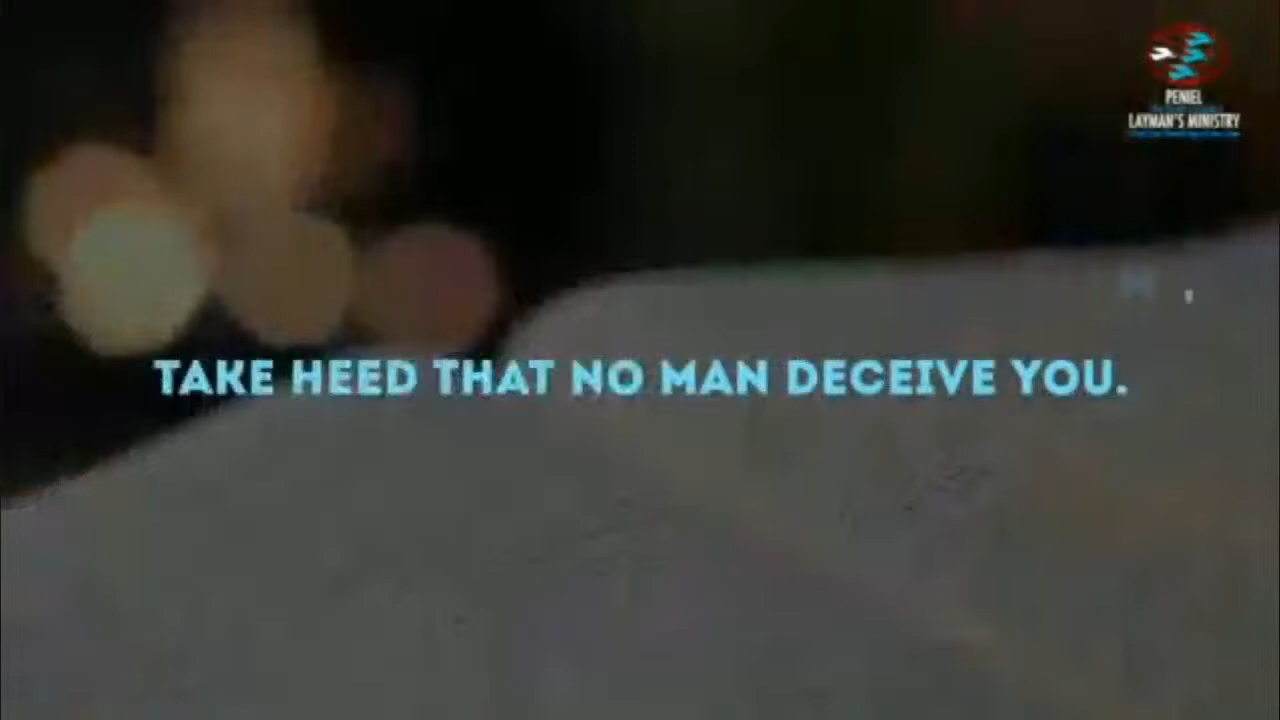 PENIEL
LAYMAN'S MINISTRY
TAKE HEED THAT NO MAN DECEIVE YOU.